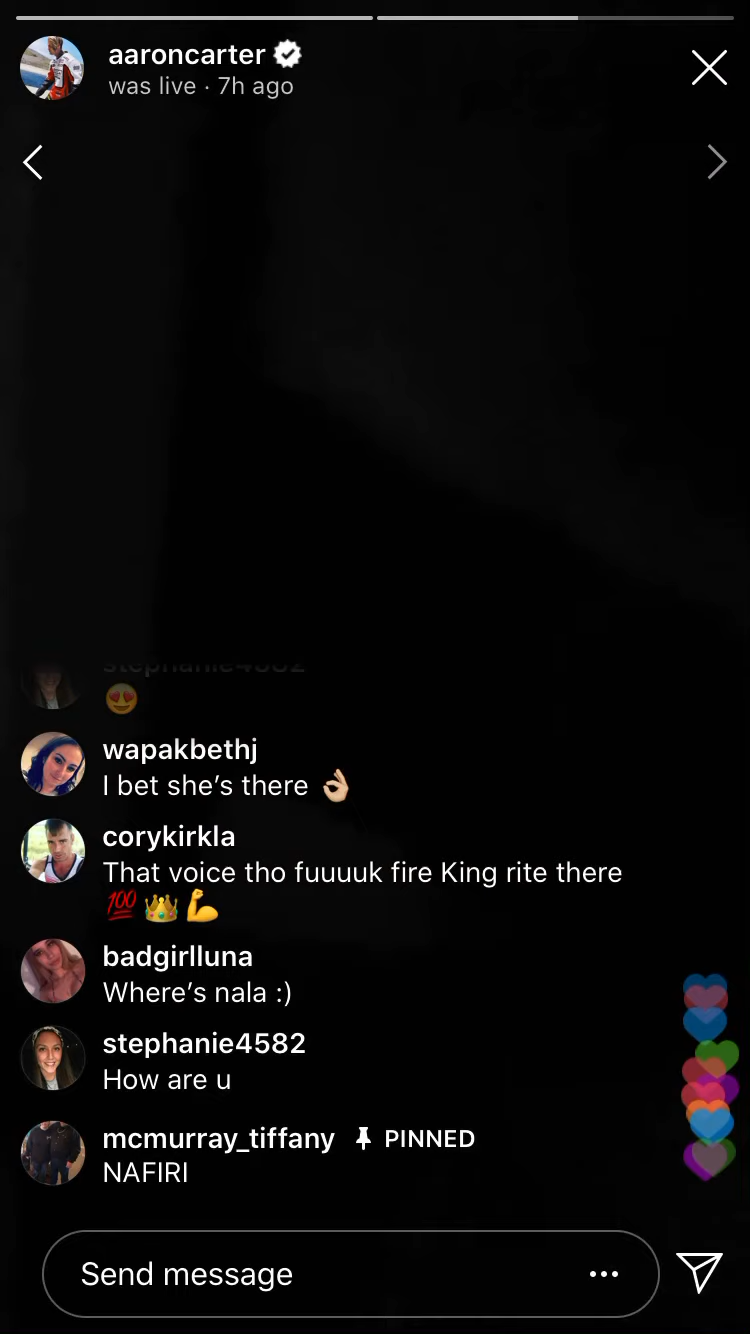 aaroncarter
was live · 7h ago
stephanie4582
😍
wapakbethj
I bet she's there 👌🏼
corykirkla
That voice tho fuuuuk fire King rite there
💯👑💪
badgirlluna
Where's nala :)
stephanie4582
How are u
mcmurray_tiffany 📌 PINNED
NAFIRI
Send message